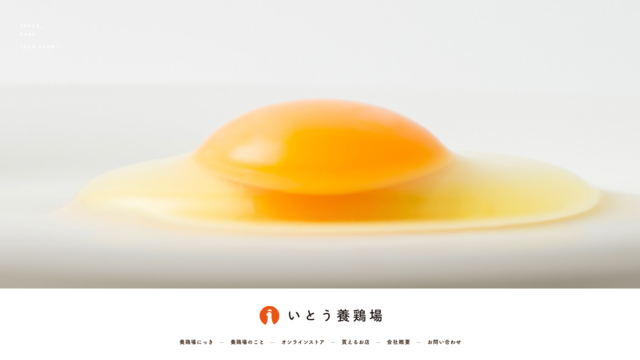 いとう養鶏場
養鶏場にっき — 養鶏場のこと — オンラインストア — 買えるお店 — 会社概要 — お問い合わせ